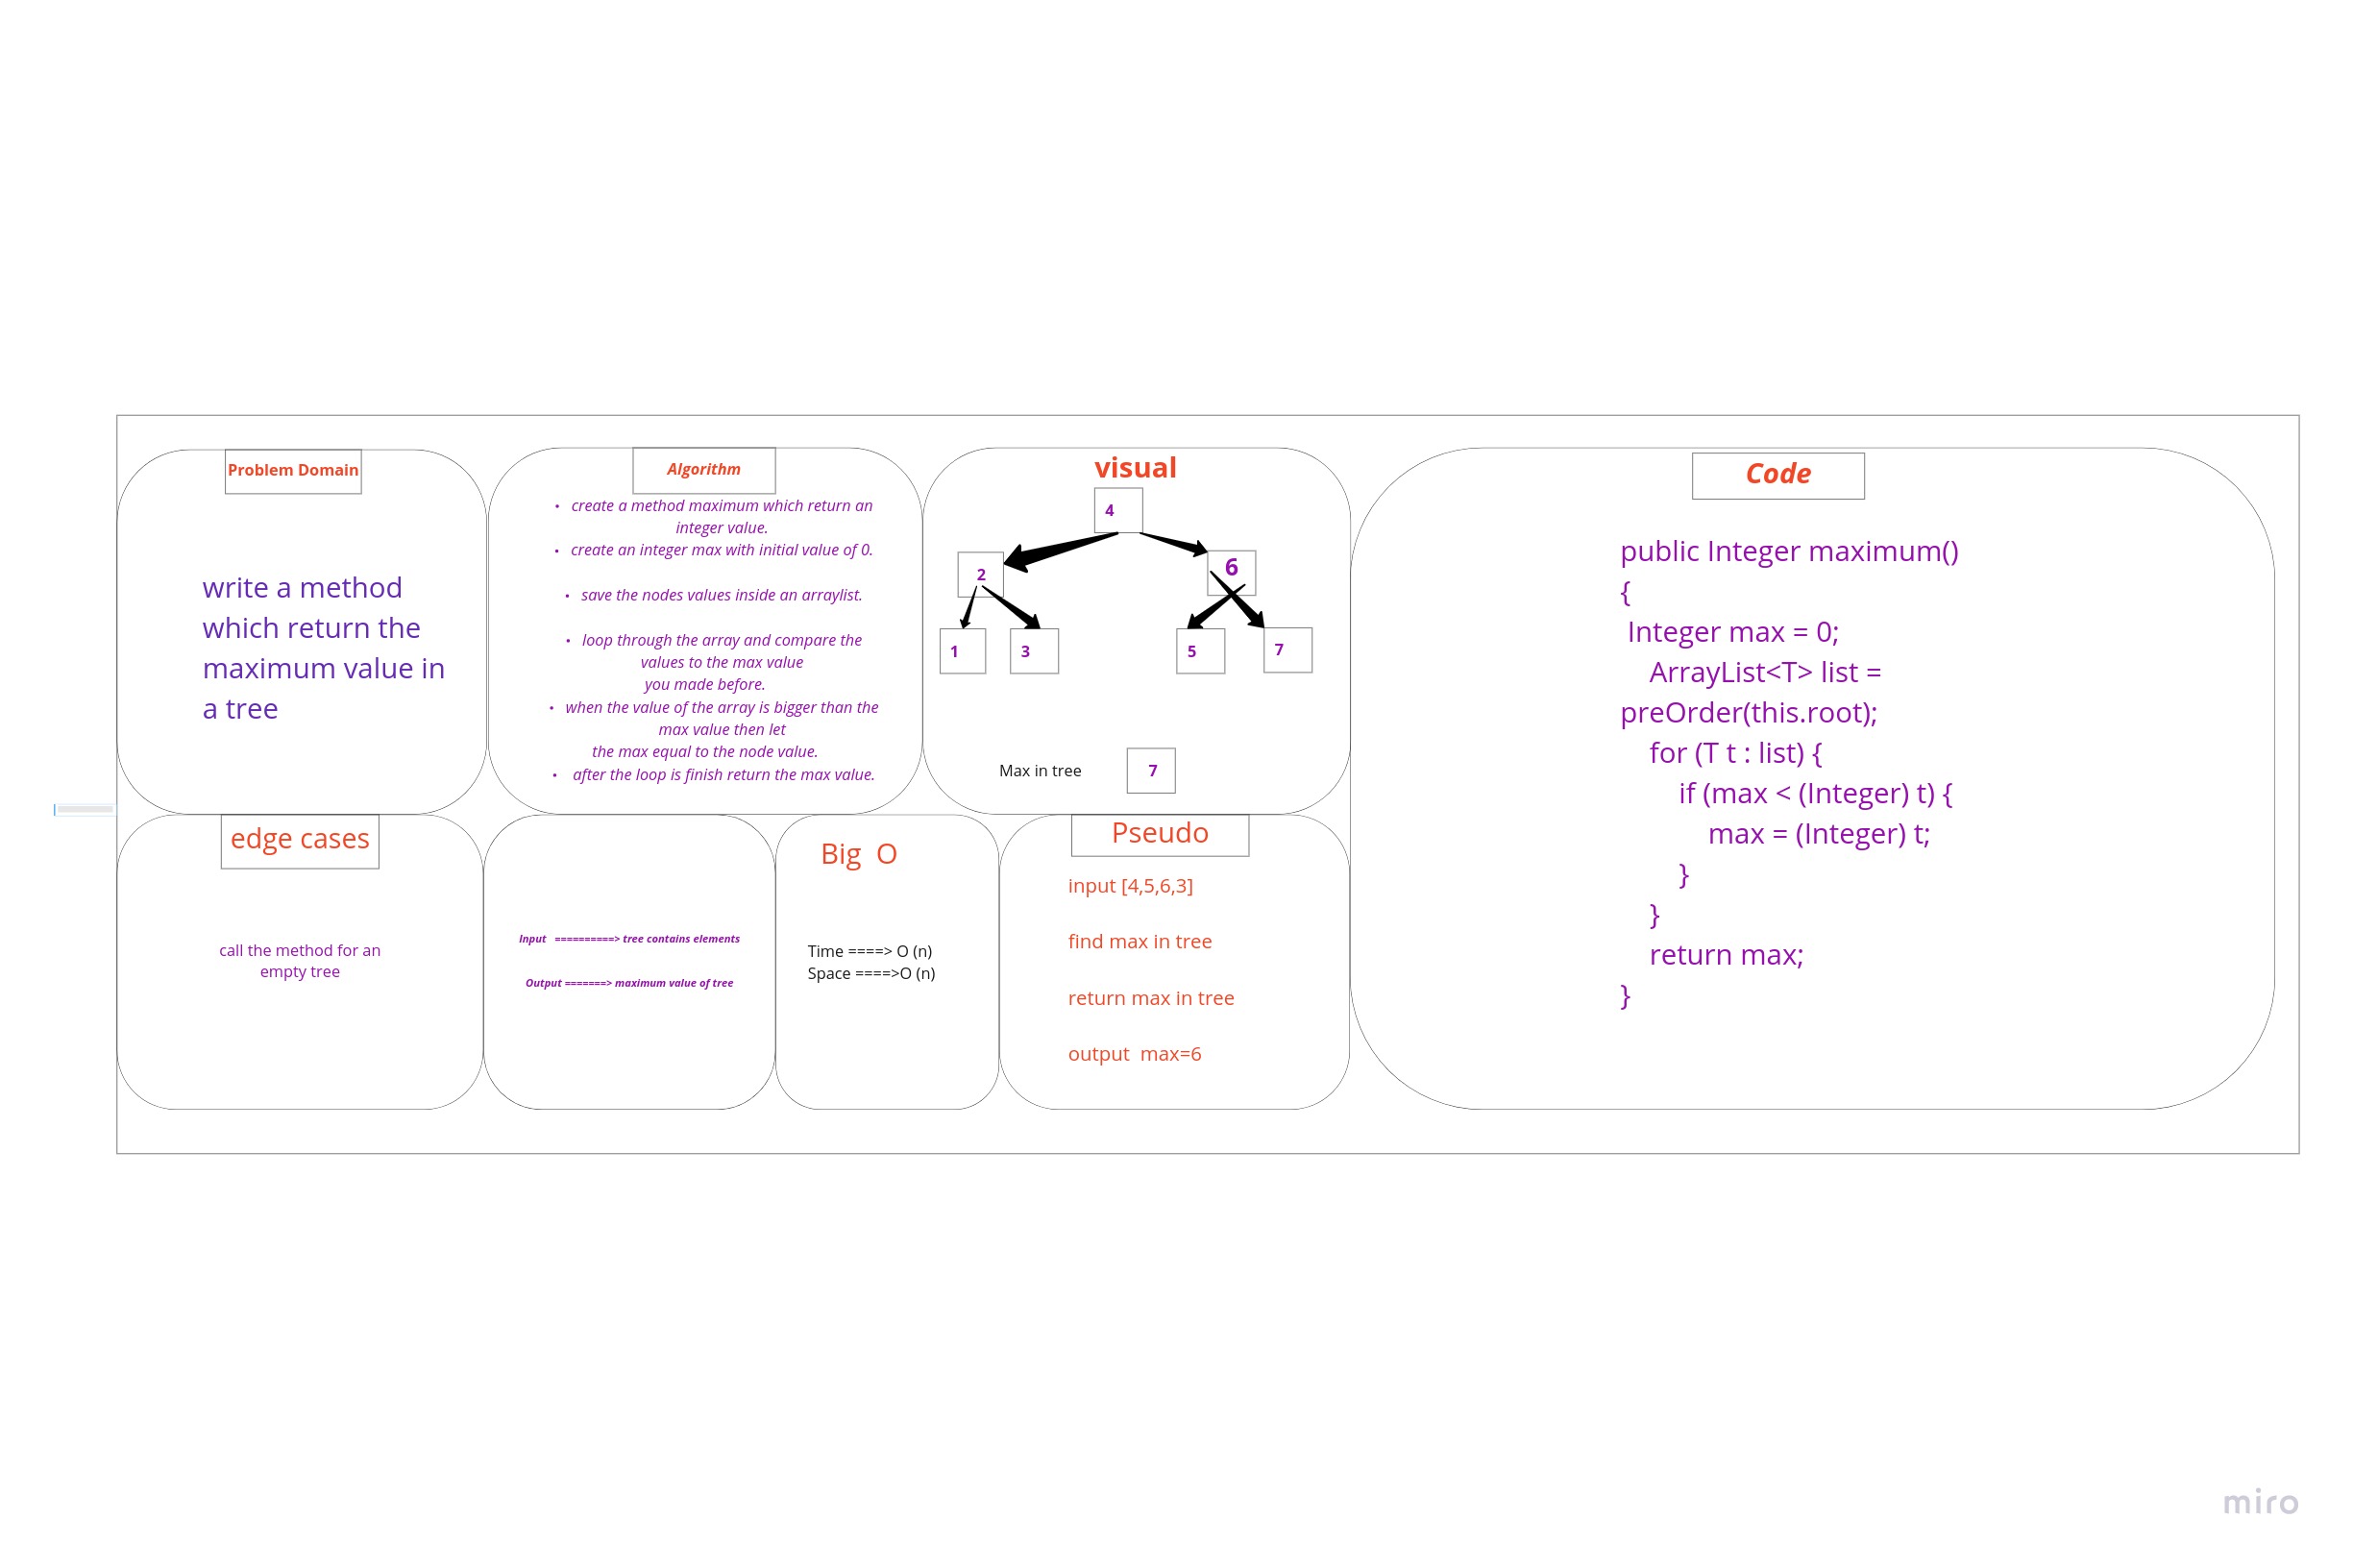 Problem Domain
write a method
which return the
maximum value in
a tree
Algorithm
• create a method maximum which return an
integer value.
• create an integer max with initial value of 0.
• save the nodes values inside an arraylist.
• loop through the array and compare the
values to the max value
you made before.
• when the value of the array is bigger than the
max value then let
the max equal to the node value.
• after the loop is finish return the max value.
visual
4
2
6
1
3
5
7
Max in tree
7
Code
public Integer maximum()
{
Integer max = 0;
ArrayList<T> list =
preOrder(this.root);
for (T t : list) {
if (max < (Integer) t) {
max = (Integer) t;
}
}
return max;
}
edge cases
call the method for an
empty tree
Input ==========> tree contains elements
Output =======> maximum value of tree
Big O
Time ====> O (n)
Space ====>O (n)
Pseudo
input [4,5,6,3]
find max in tree
return max in tree
output max=6
miro